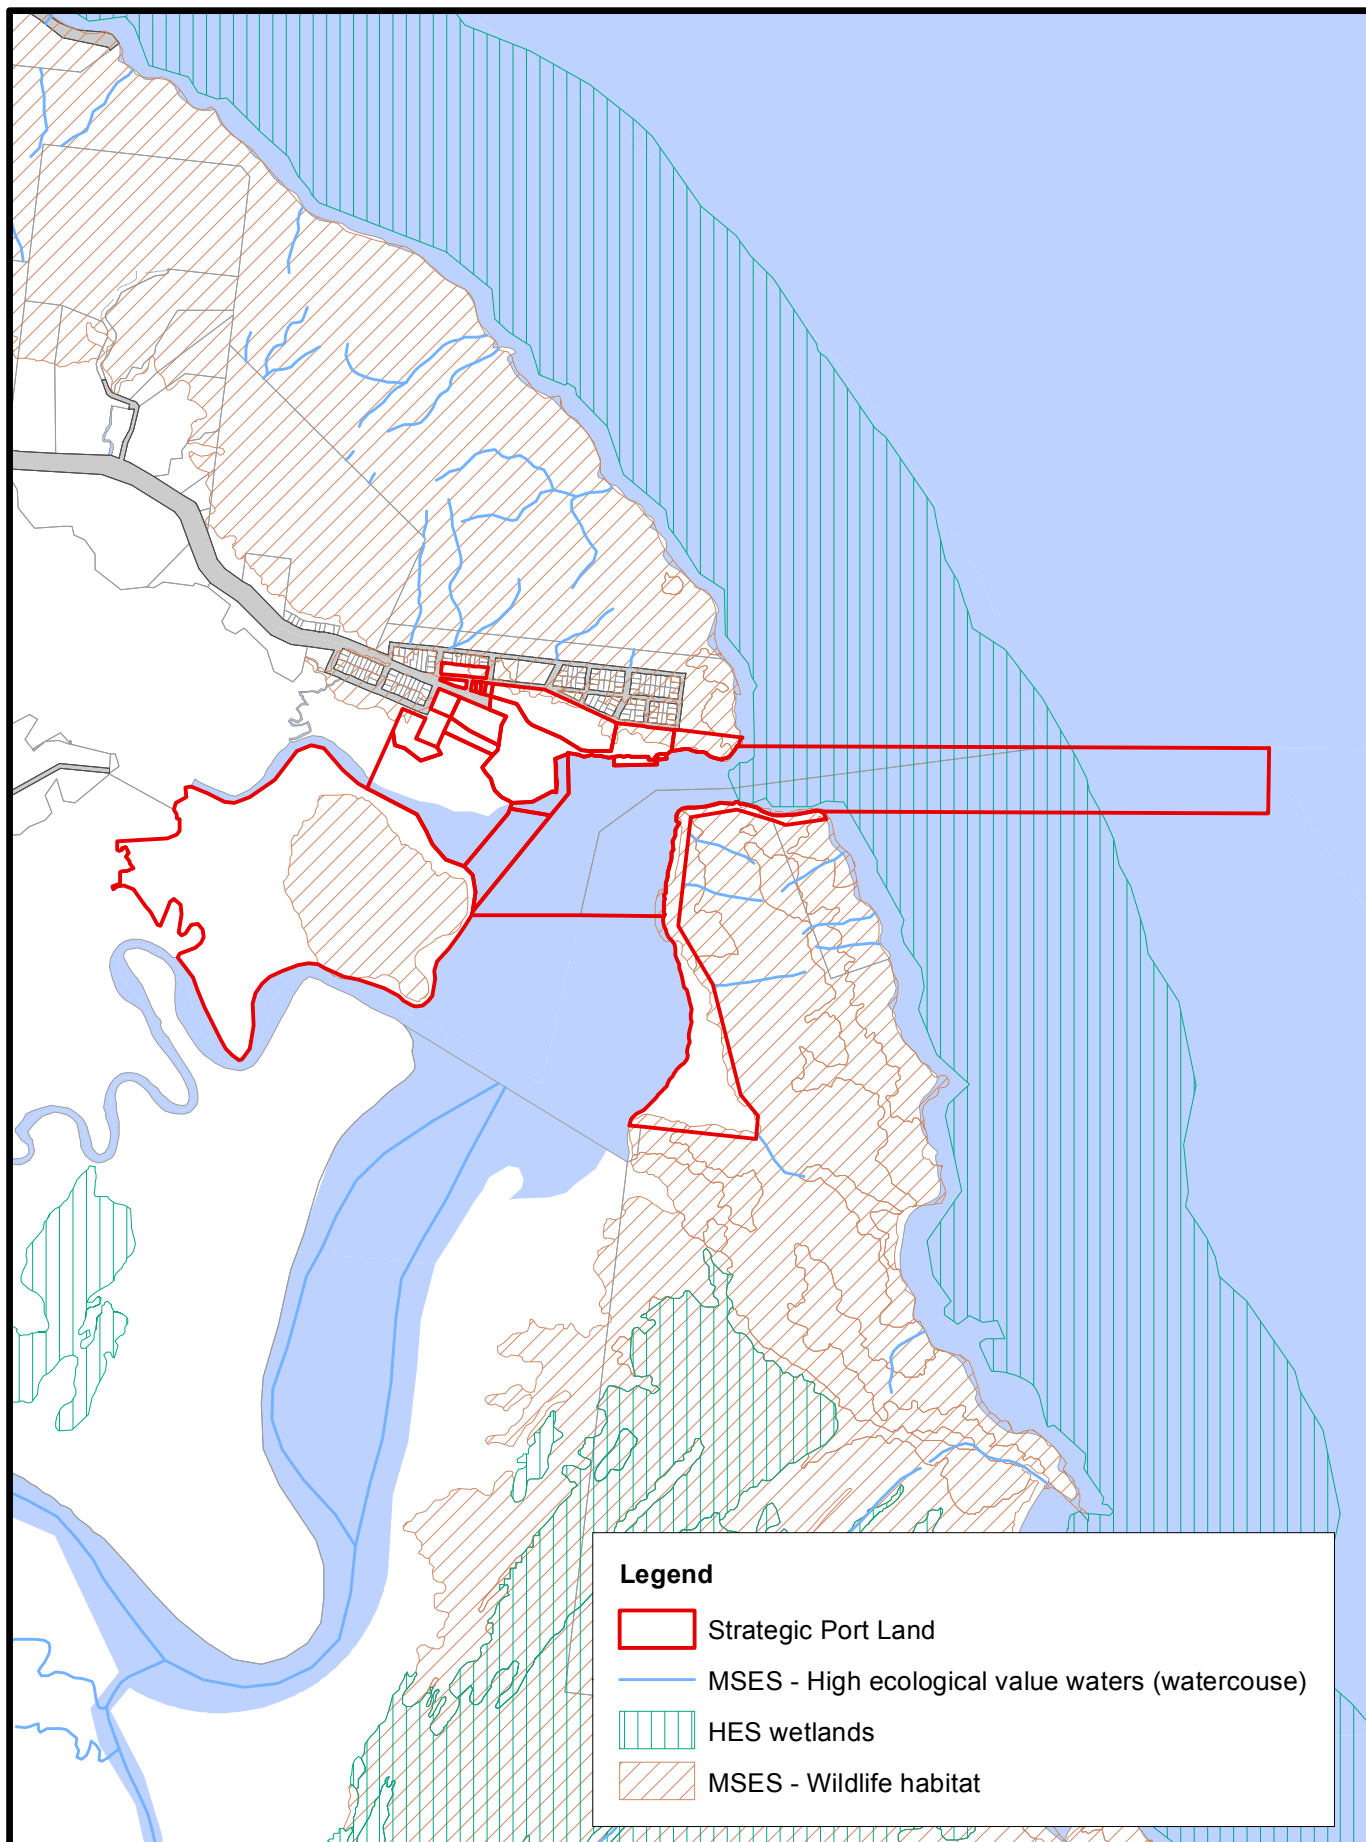 Legend
Strategic Port Land
MSES - High ecological value waters (watercouse)
HES wetlands
MSES - Wildlife habitat